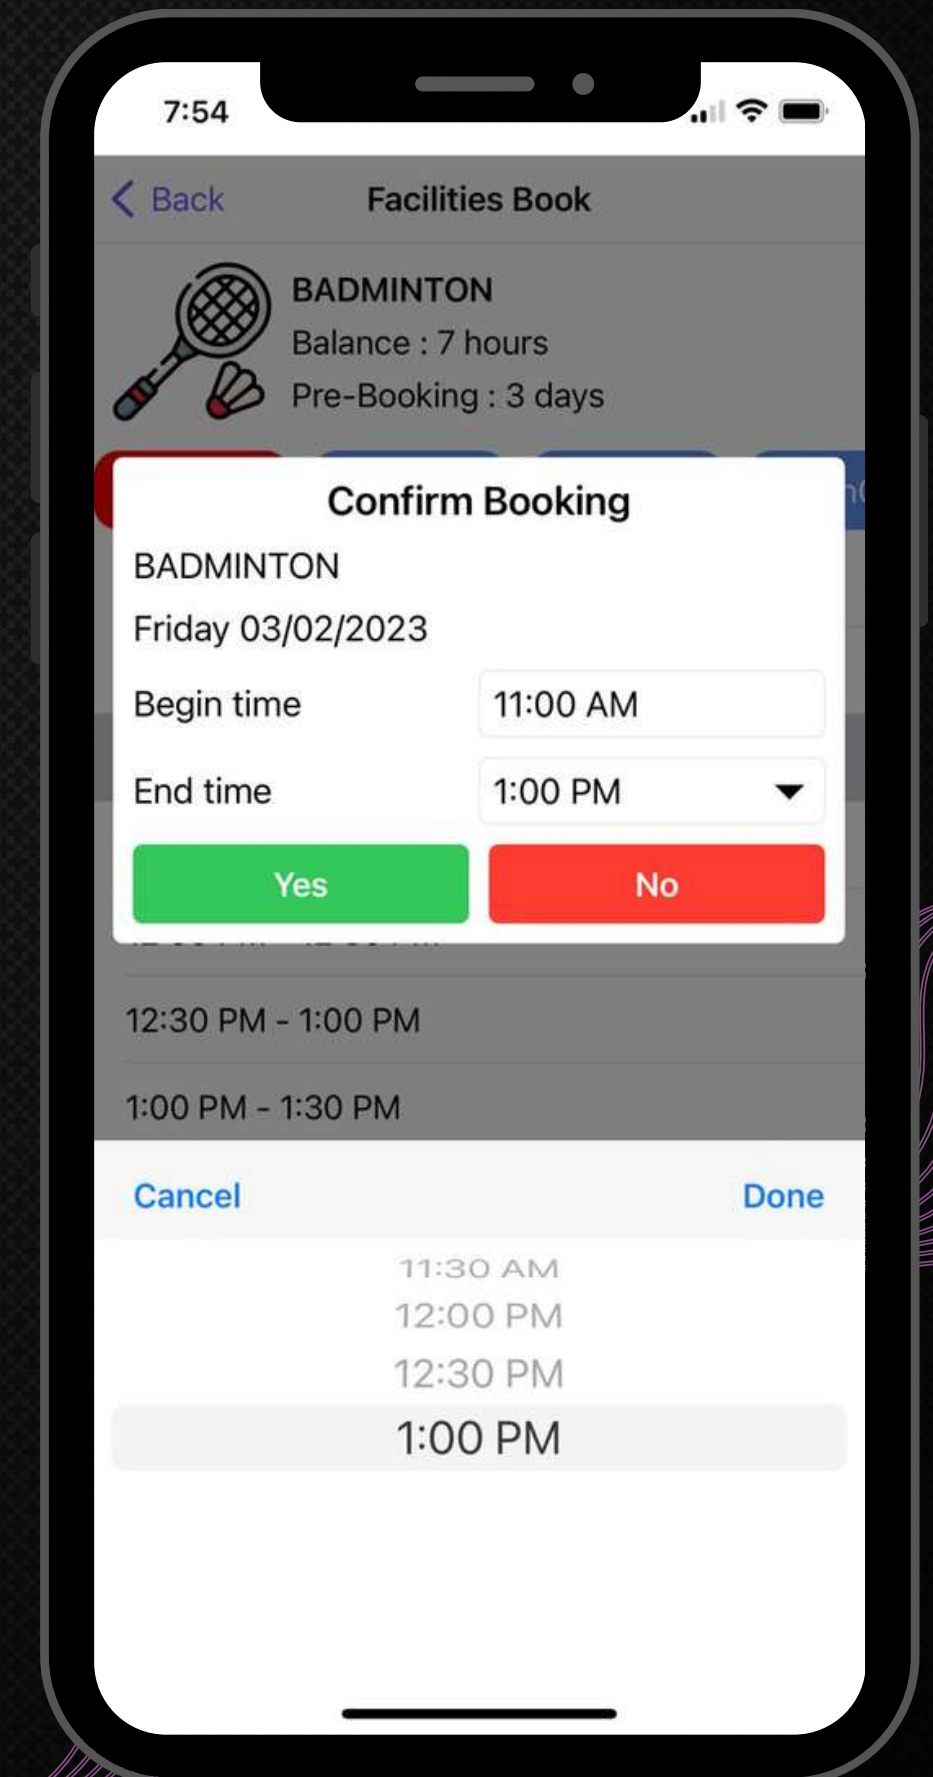 7:54
Back Facilities Book
BADMINTON
Balance : 7 hours
Pre-Booking : 3 days
Confirm Booking
BADMINTON
Friday 03/02/2023
Begin time 11:00 AM
End time 1:00 PM
Yes No
12:30 PM - 1:00 PM
1:00 PM - 1:30 PM
Cancel Done
11:30 AM
12:00 PM
12:30 PM
1:00 PM